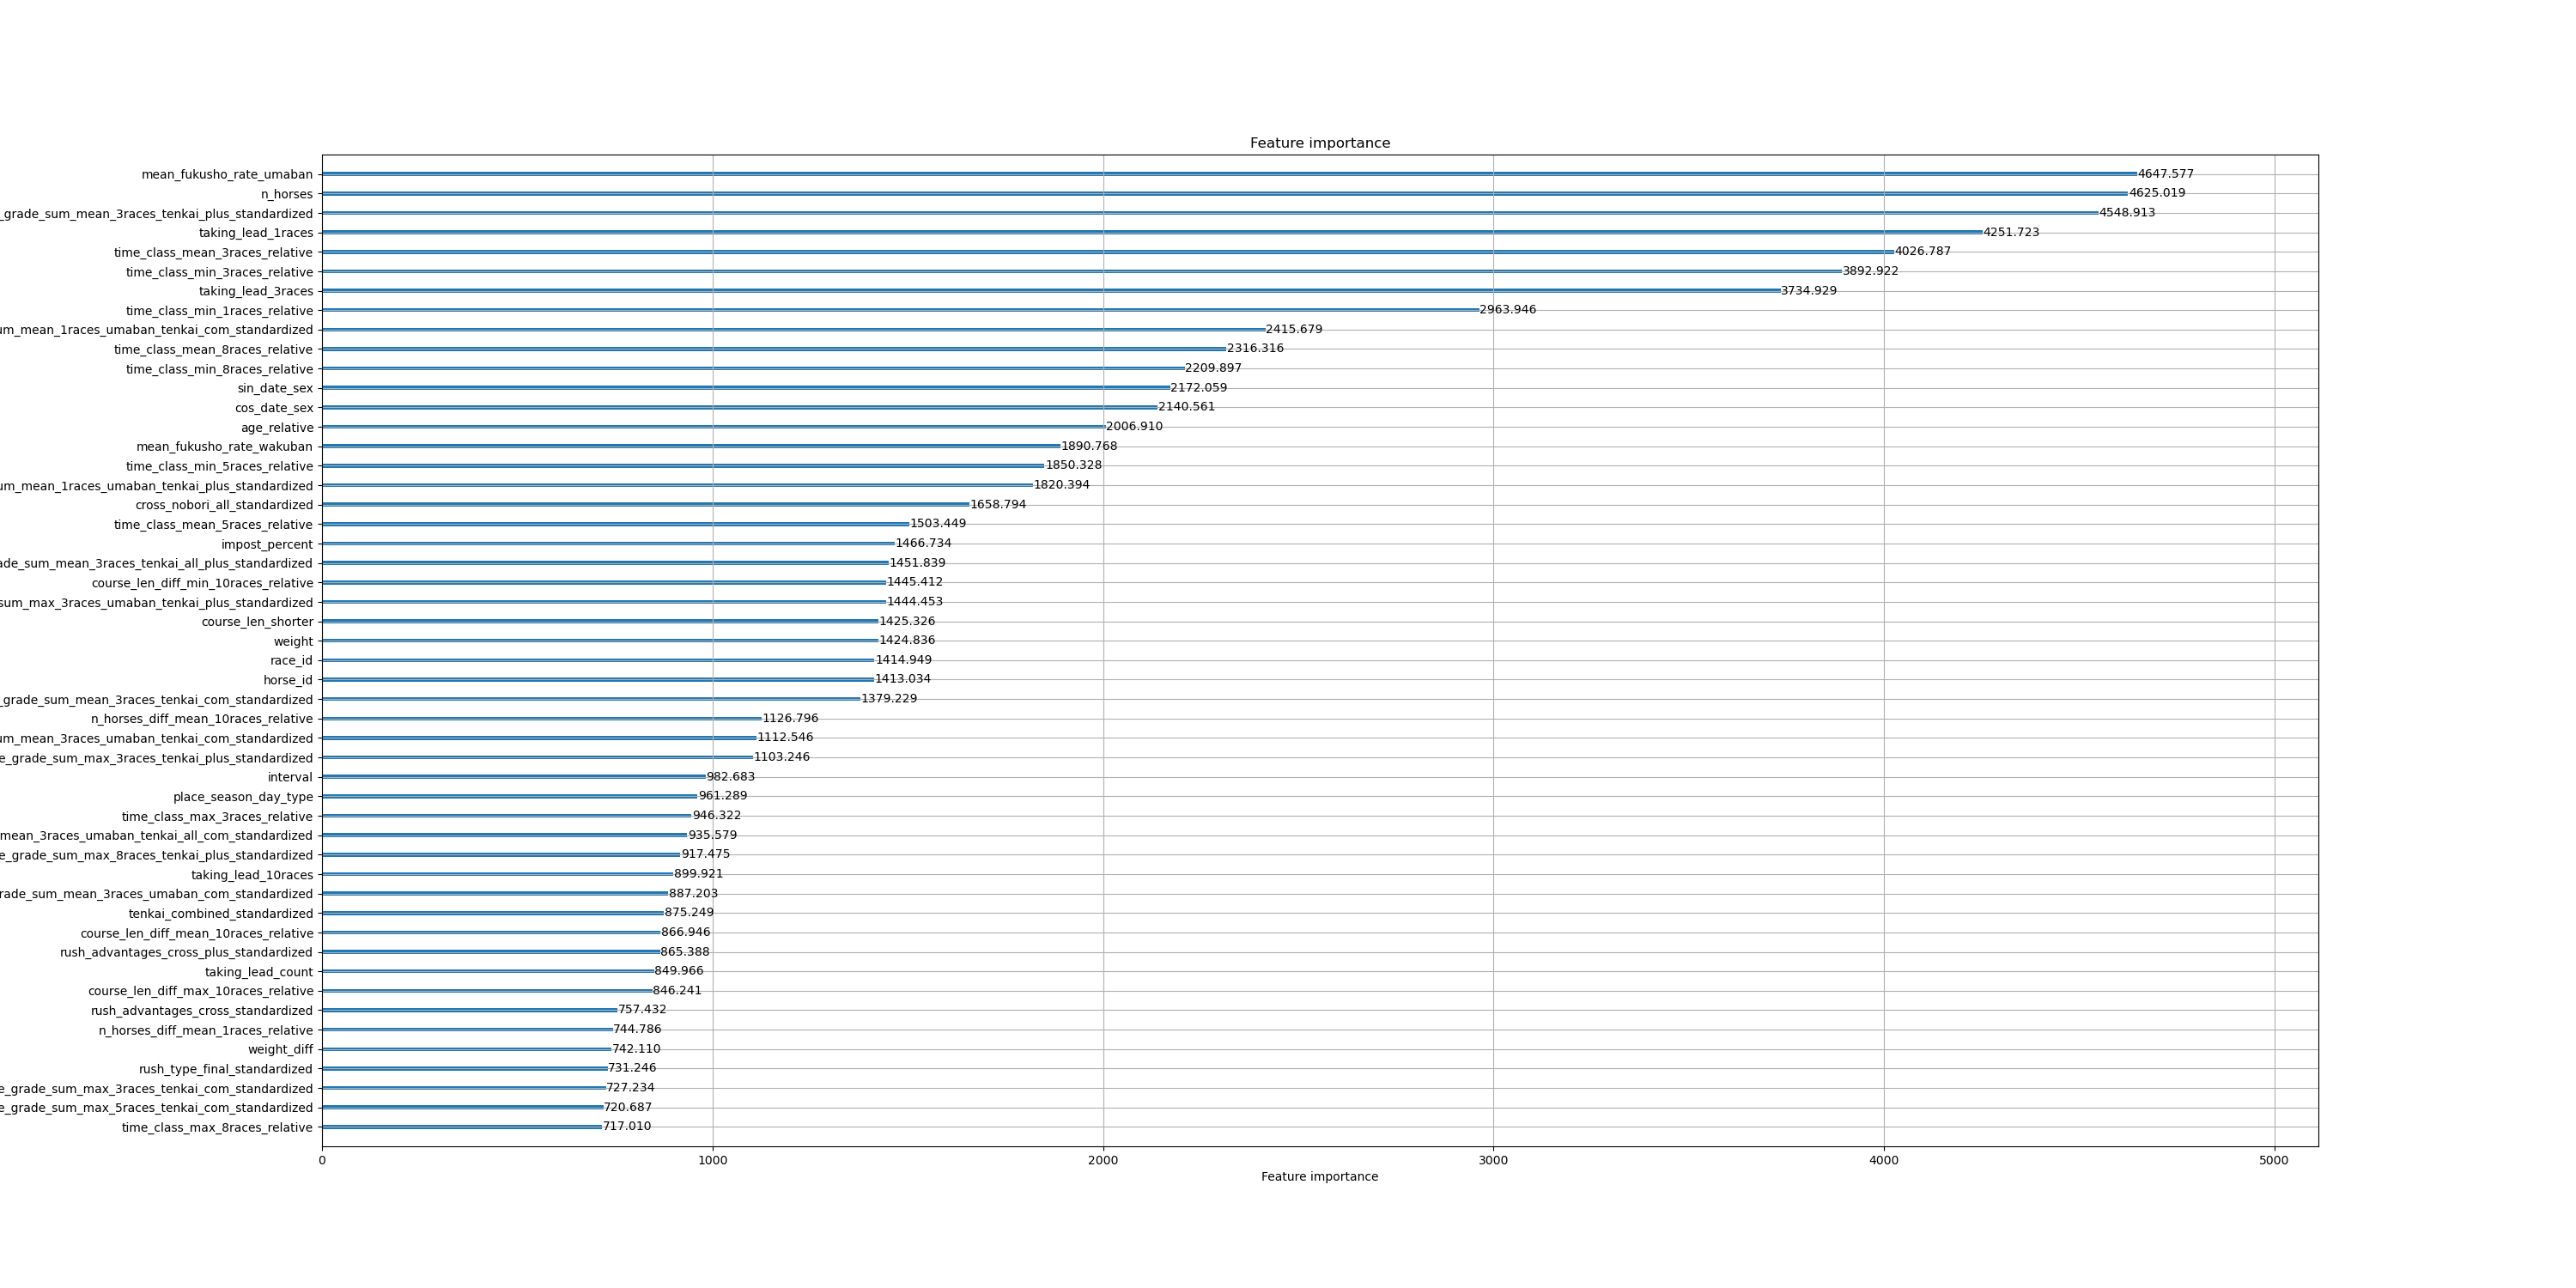 Feature importance
mean_fukusho_rate_umaban 4647.577
n_horses 4625.019
_grade_sum_mean_3races_tenkai_plus_standardized 4548.913
taking_lead_1races 4251.723
time_class_mean_3races_relative 4026.787
time_class_min_3races_relative 3892.922
taking_lead_3races 3734.929
time_class_min_1races_relative 2963.946
um_mean_1races_umaban_tenkai_com_standardized 2415.679
time_class_mean_8races_relative 2316.316
time_class_min_8races_relative 2209.897
sin_date_sex 2172.059
cos_date_sex 2140.561
age_relative 2006.910
mean_fukusho_rate_wakuban 1890.768
time_class_min_5races_relative 1850.328
um_mean_1races_umaban_tenkai_plus_standardized 1820.394
cross_nobori_all_standardized 1658.794
time_class_mean_5races_relative 1503.449
impost_percent 1466.734
ade_sum_mean_3races_tenkai_all_plus_standardized 1451.839
course_len_diff_min_10races_relative 1445.412
sum_max_3races_umaban_tenkai_plus_standardized 1444.453
course_len_shorter 1425.326
weight 1424.836
race_id 1414.949
horse_id 1413.034
_grade_sum_mean_3races_tenkai_com_standardized 1379.229
n_horses_diff_mean_10races_relative 1126.796
um_mean_3races_umaban_tenkai_com_standardized 1112.546
e_grade_sum_max_3races_tenkai_plus_standardized 1103.246
interval 982.683
place_season_day_type 961.289
time_class_max_3races_relative 946.322
mean_3races_umaban_tenkai_all_com_standardized 935.579
e_grade_sum_max_8races_tenkai_plus_standardized 917.475
taking_lead_10races 899.921
rade_sum_mean_3races_umaban_com_standardized 887.203
tenkai_combined_standardized 875.249
course_len_diff_mean_10races_relative 866.946
rush_advantages_cross_plus_standardized 865.388
taking_lead_count 849.966
course_len_diff_max_10races_relative 846.241
rush_advantages_cross_standardized 757.432
n_horses_diff_mean_1races_relative 744.786
weight_diff 742.110
rush_type_final_standardized 731.246
e_grade_sum_max_3races_tenkai_com_standardized 727.234
e_grade_sum_max_5races_tenkai_com_standardized 720.687
time_class_max_8races_relative 717.010
0 1000 2000 3000 4000 5000
Feature importance